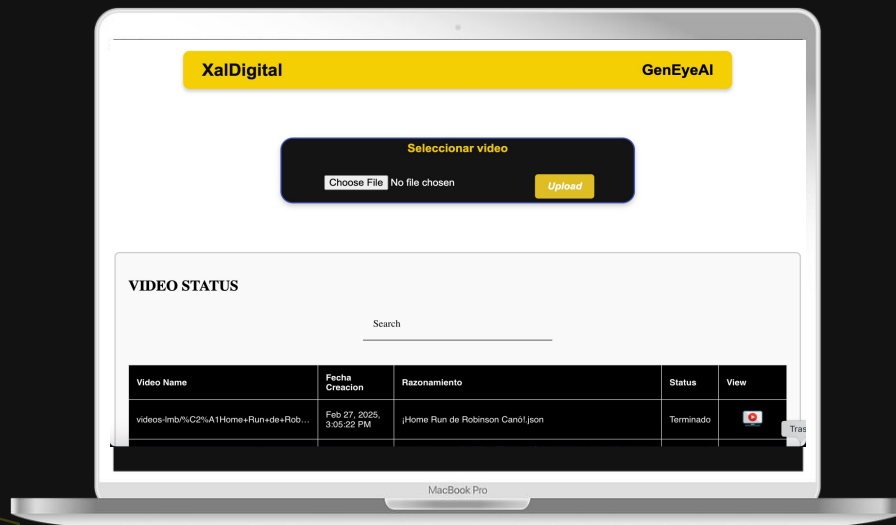 XalDigital
GenEyeAI
Seleccionar video
Choose File No file chosen
Upload
VIDEO STATUS
Search
Video Name
Fecha
Creacion
Razonamiento
Status
View
videos-lmb/%C2%A1Home+Run+de+Rob...
Feb 27, 2025,
3:05:22 PM
¡Home Run de Robinson Canó!.json
Terminado
Tras
MacBook Pro